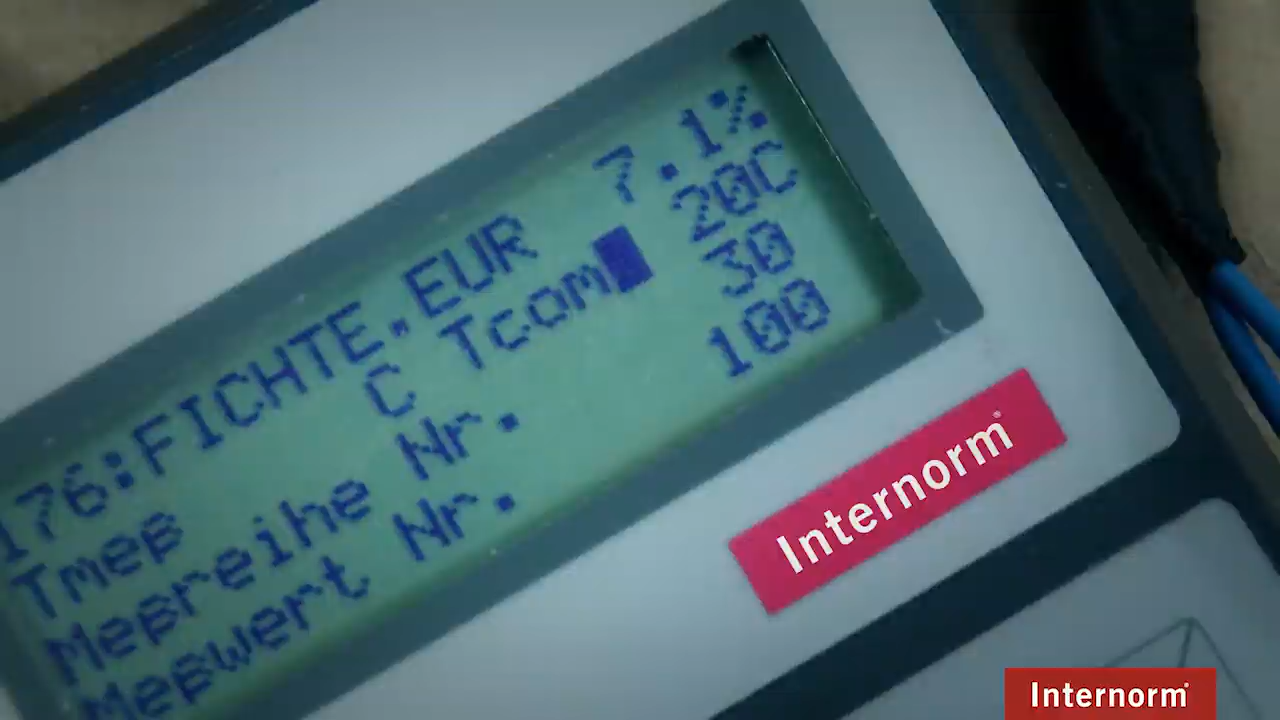 176:FICHTE.EUR 7.1%
Tmeß C Tcom 20C
Meßreihe Nr. 30
Meßwert Nr. 100
Internorm®
Internorm®